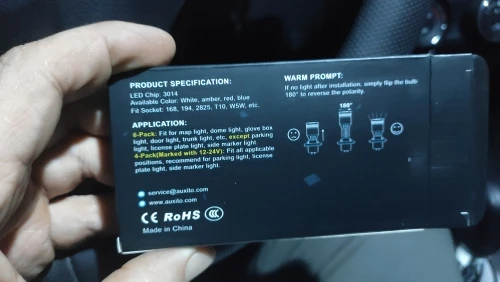 PRODUCT SPECIFICATION:
LED Chip: 3014
Available Color: White, amber, red, blue
Fit Socket: 168, 194, 2825, T10, W5W, etc.
APPLICATION:
6-Pack: Fit for map light, dome light, glove box
light, door light, trunk light, etc, except parking
light, license plate light, side marker light.
4-Pack(Marked with 12-24V): Fit all applicable
positions, recommend for parking light, license
plate light, side marker light.
service@auxito.com
www.auxito.com
CE RoHS CCC
Made in China
WARM PROMPT:
If no light after installation, simply flip the bulb
180° to reverse the polarity.
180°